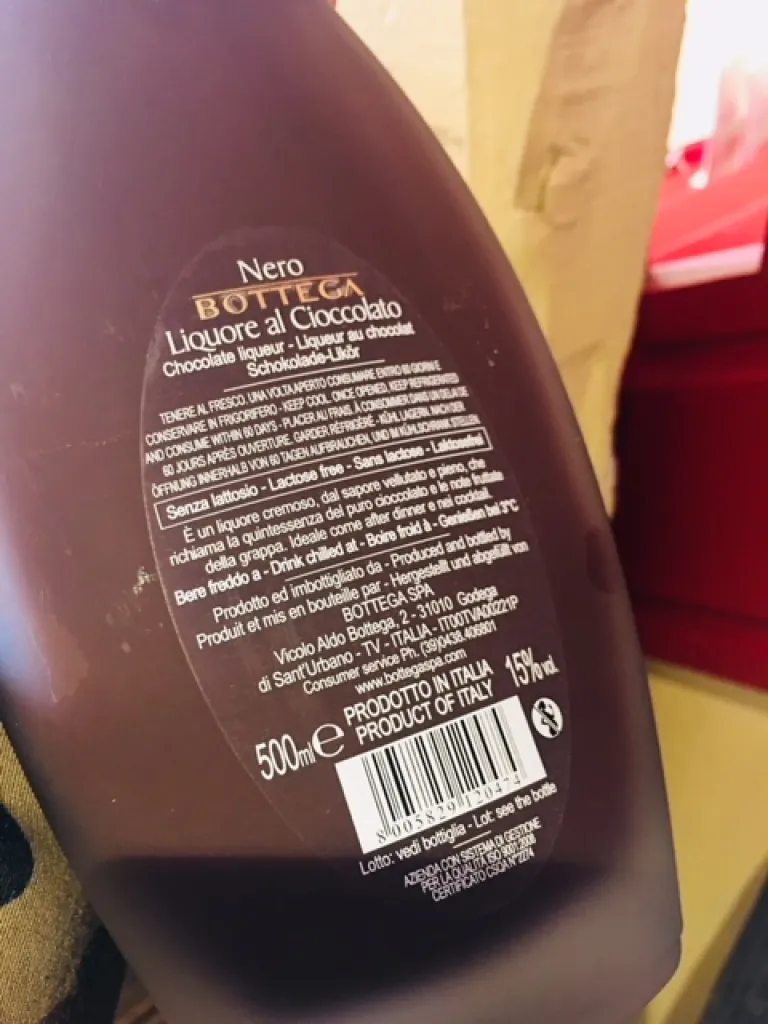 Nero
BOTTEGA
Liquore al Cioccolato
Chocolate liqueur - Liqueur au chocolat
Schokolade-Likör
TENERE AL FRESCO. UNA VOLTA APERTO CONSUMARE ENTRO 60 GIORNI E
CONSERVARE IN FRIGORIFERO - KEEP COOL. ONCE OPENED, KEEP REFRIGERATED
AND CONSUME WITHIN 60 DAYS - PLACER AU FRAIS, À CONSOMMER DANS UN DELAI DE
60 JOURS APRÈS OUVERTURE. GARDER RÉFRIGÉRÉ - KÜHL LAGERN, NACH DER
ÖFFNUNG INNERHALB VON 60 TAGEN AUFBRAUCHEN, UND IM KÜHLSCHRANK STELLEN
Senza lattosio - Lactose free - Sans lactose - Laktosefrei
È un liquore cremoso, dal sapore vellutato e pieno, che
richiama la quintessenza del puro cioccolato e le note fruttate
della grappa. Ideale come after dinner e nei cocktail.
Bere freddo a - Drink chilled at - Boire froid à - Genießen bei 3°C
Prodotto ed imbottigliato da - Produced and bottled by
Produit et mis en bouteille par - Hergestellt und abgefüllt von
BOTTEGA SPA
Vicolo Aldo Bottega, 2 - 31010 Godega
di Sant'Urbano - TV - ITALIA - IT00TVA00221P
Consumer service Ph. (39)0438 406801
www.bottegaspa.com
PRODOTTO IN ITALIA 15% vol.
500ml e PRODUCT OF ITALY
8 005829 120474
Lotto: vedi bottiglia - Lot: see the bottle
AZIENDA CON SISTEMA DI GESTIONE
PER LA QUALITÀ ISO 9001:2008
CERTIFICATO CSQA N°2274